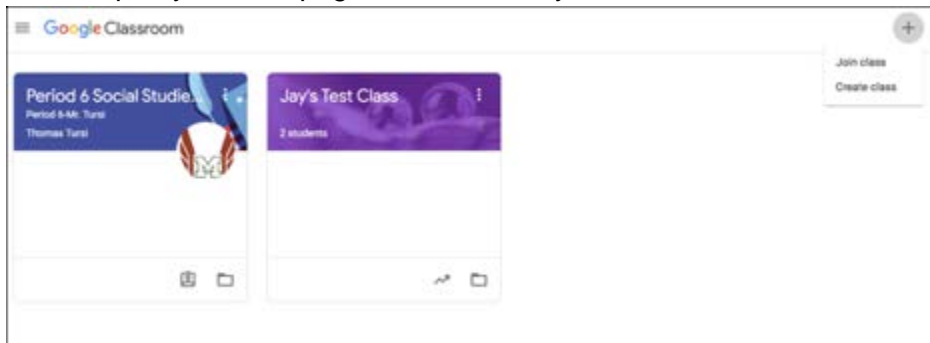 Google Classroom
Join class
Create class
Period 6 Social Studie...
Period 6-Mr. Tursi
Thomas Tursi
Jay's Test Class
2 students